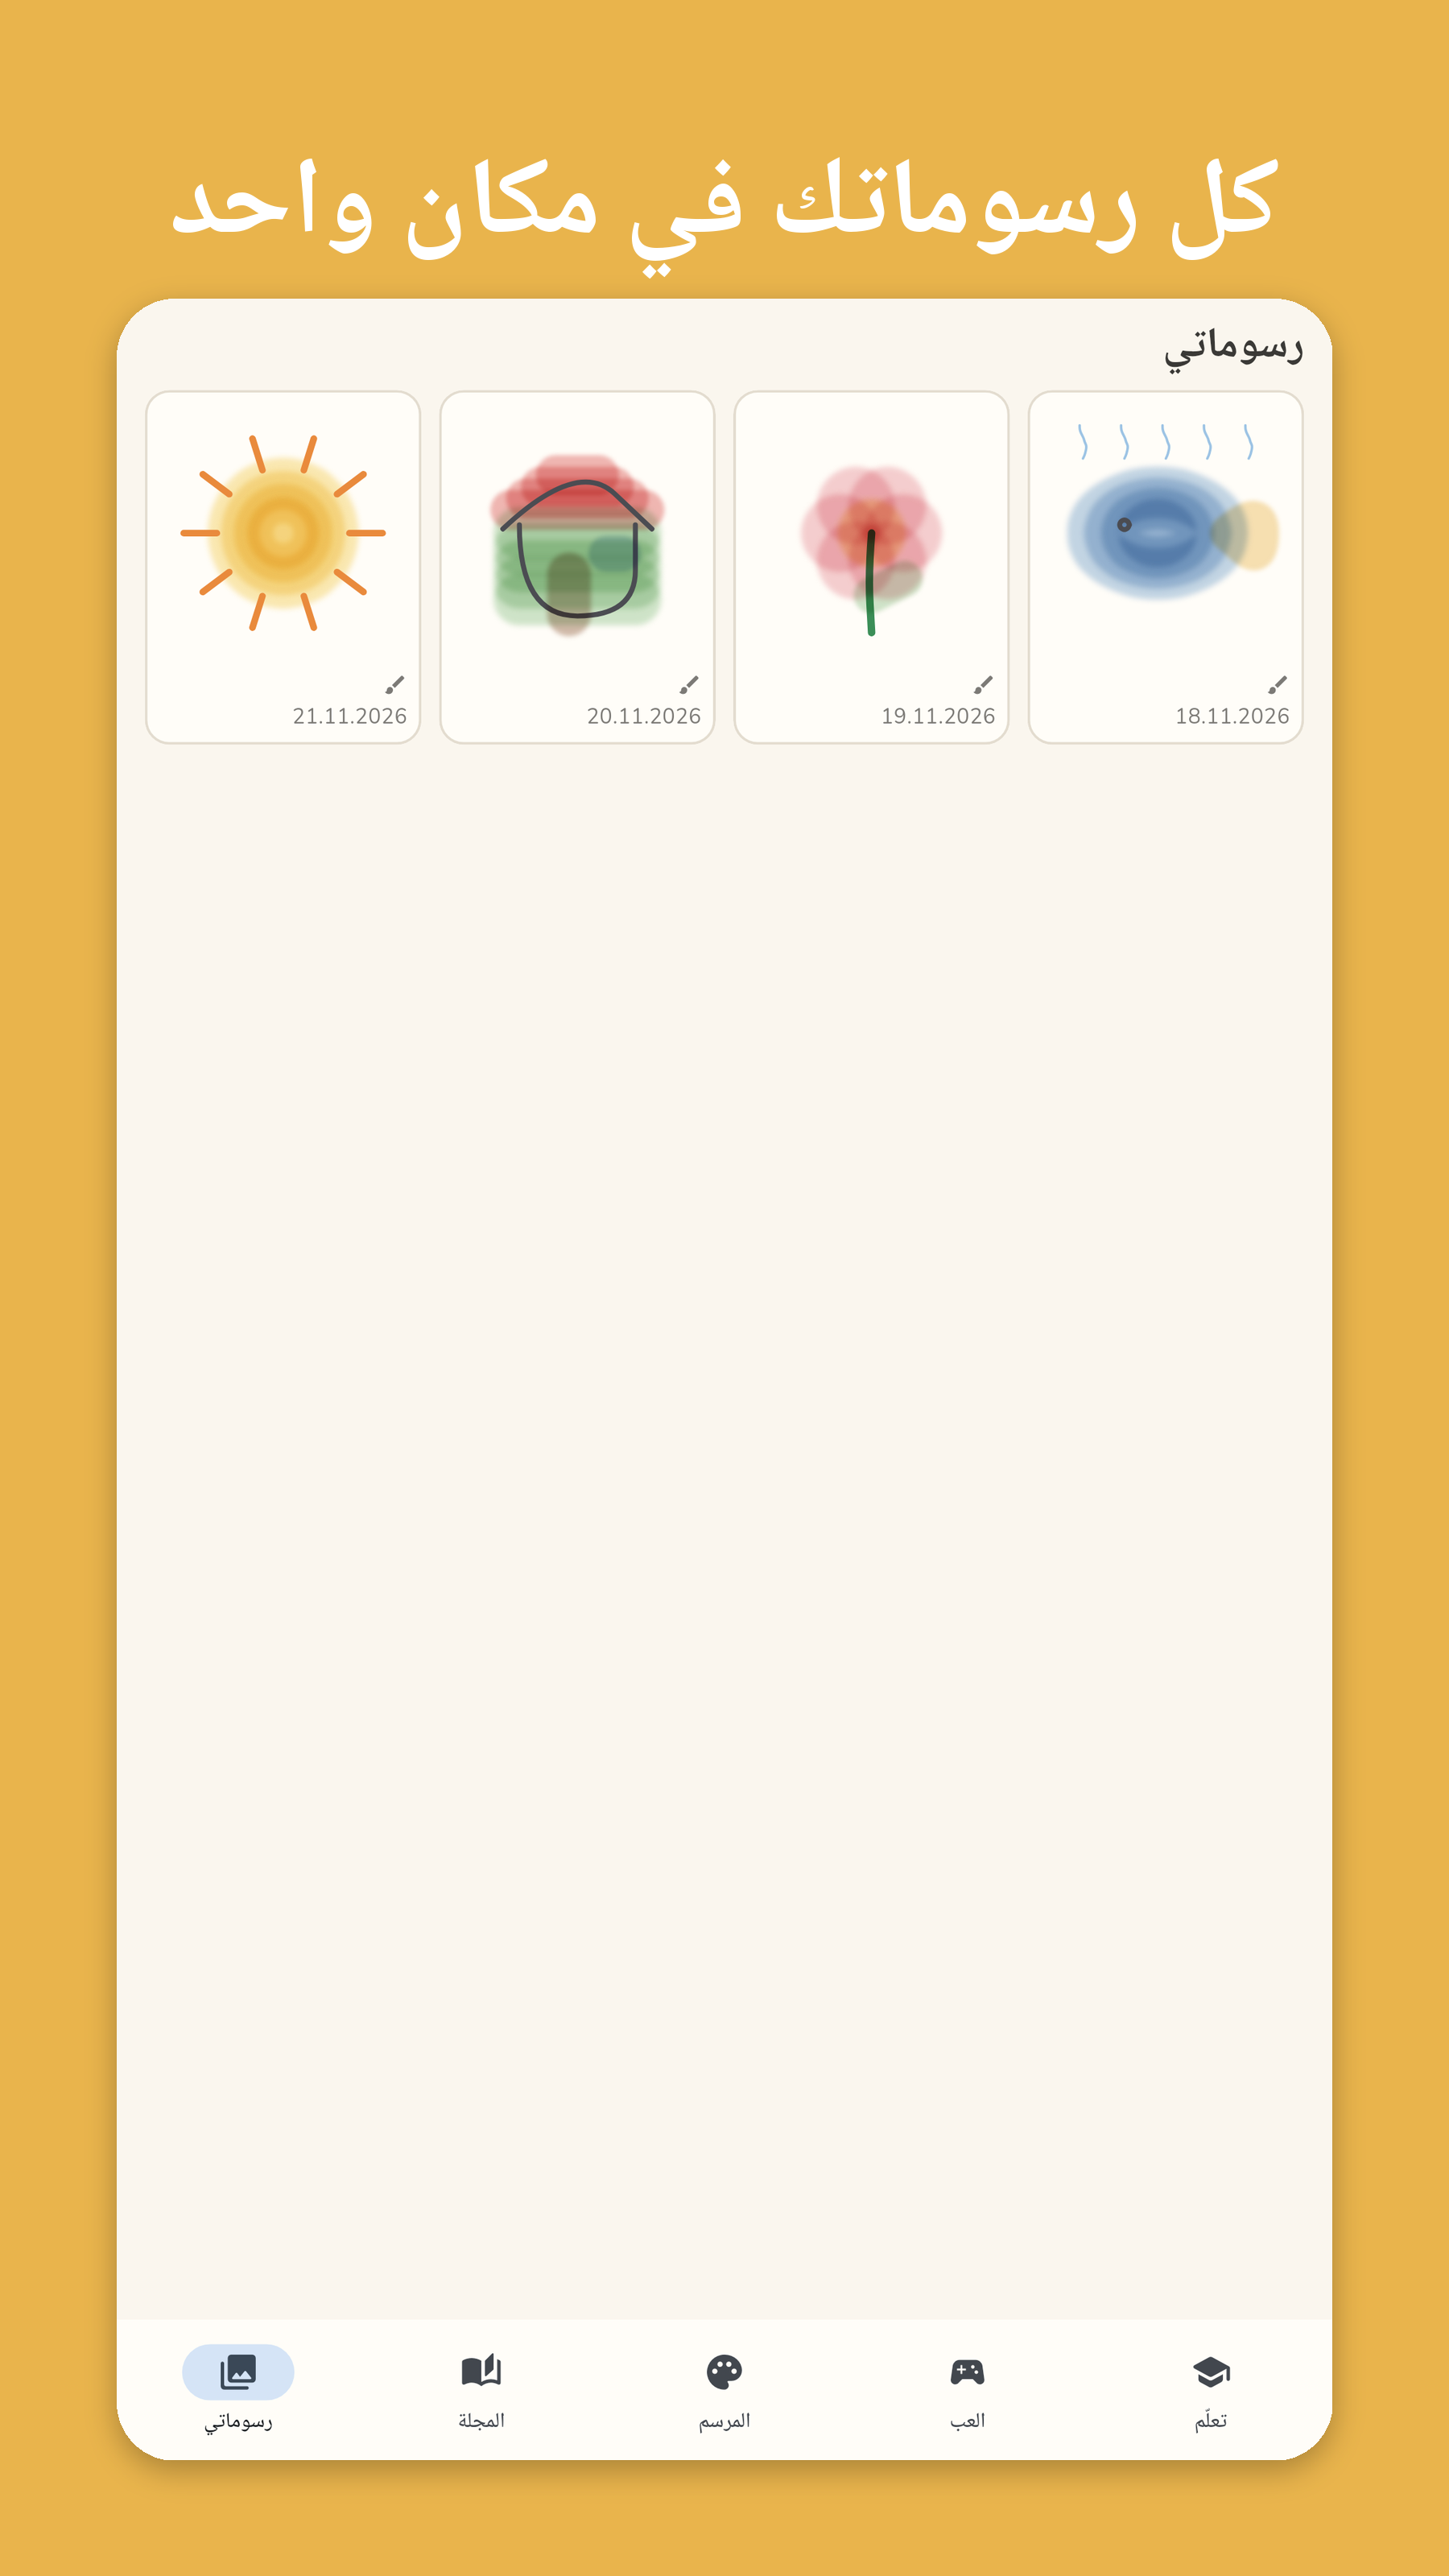 كل رسوماتك في مكان واحد
رسوماتي
18.11.2026
19.11.2026
20.11.2026
21.11.2026
تعلّم
العب
المرسم
المجلة
رسوماتي